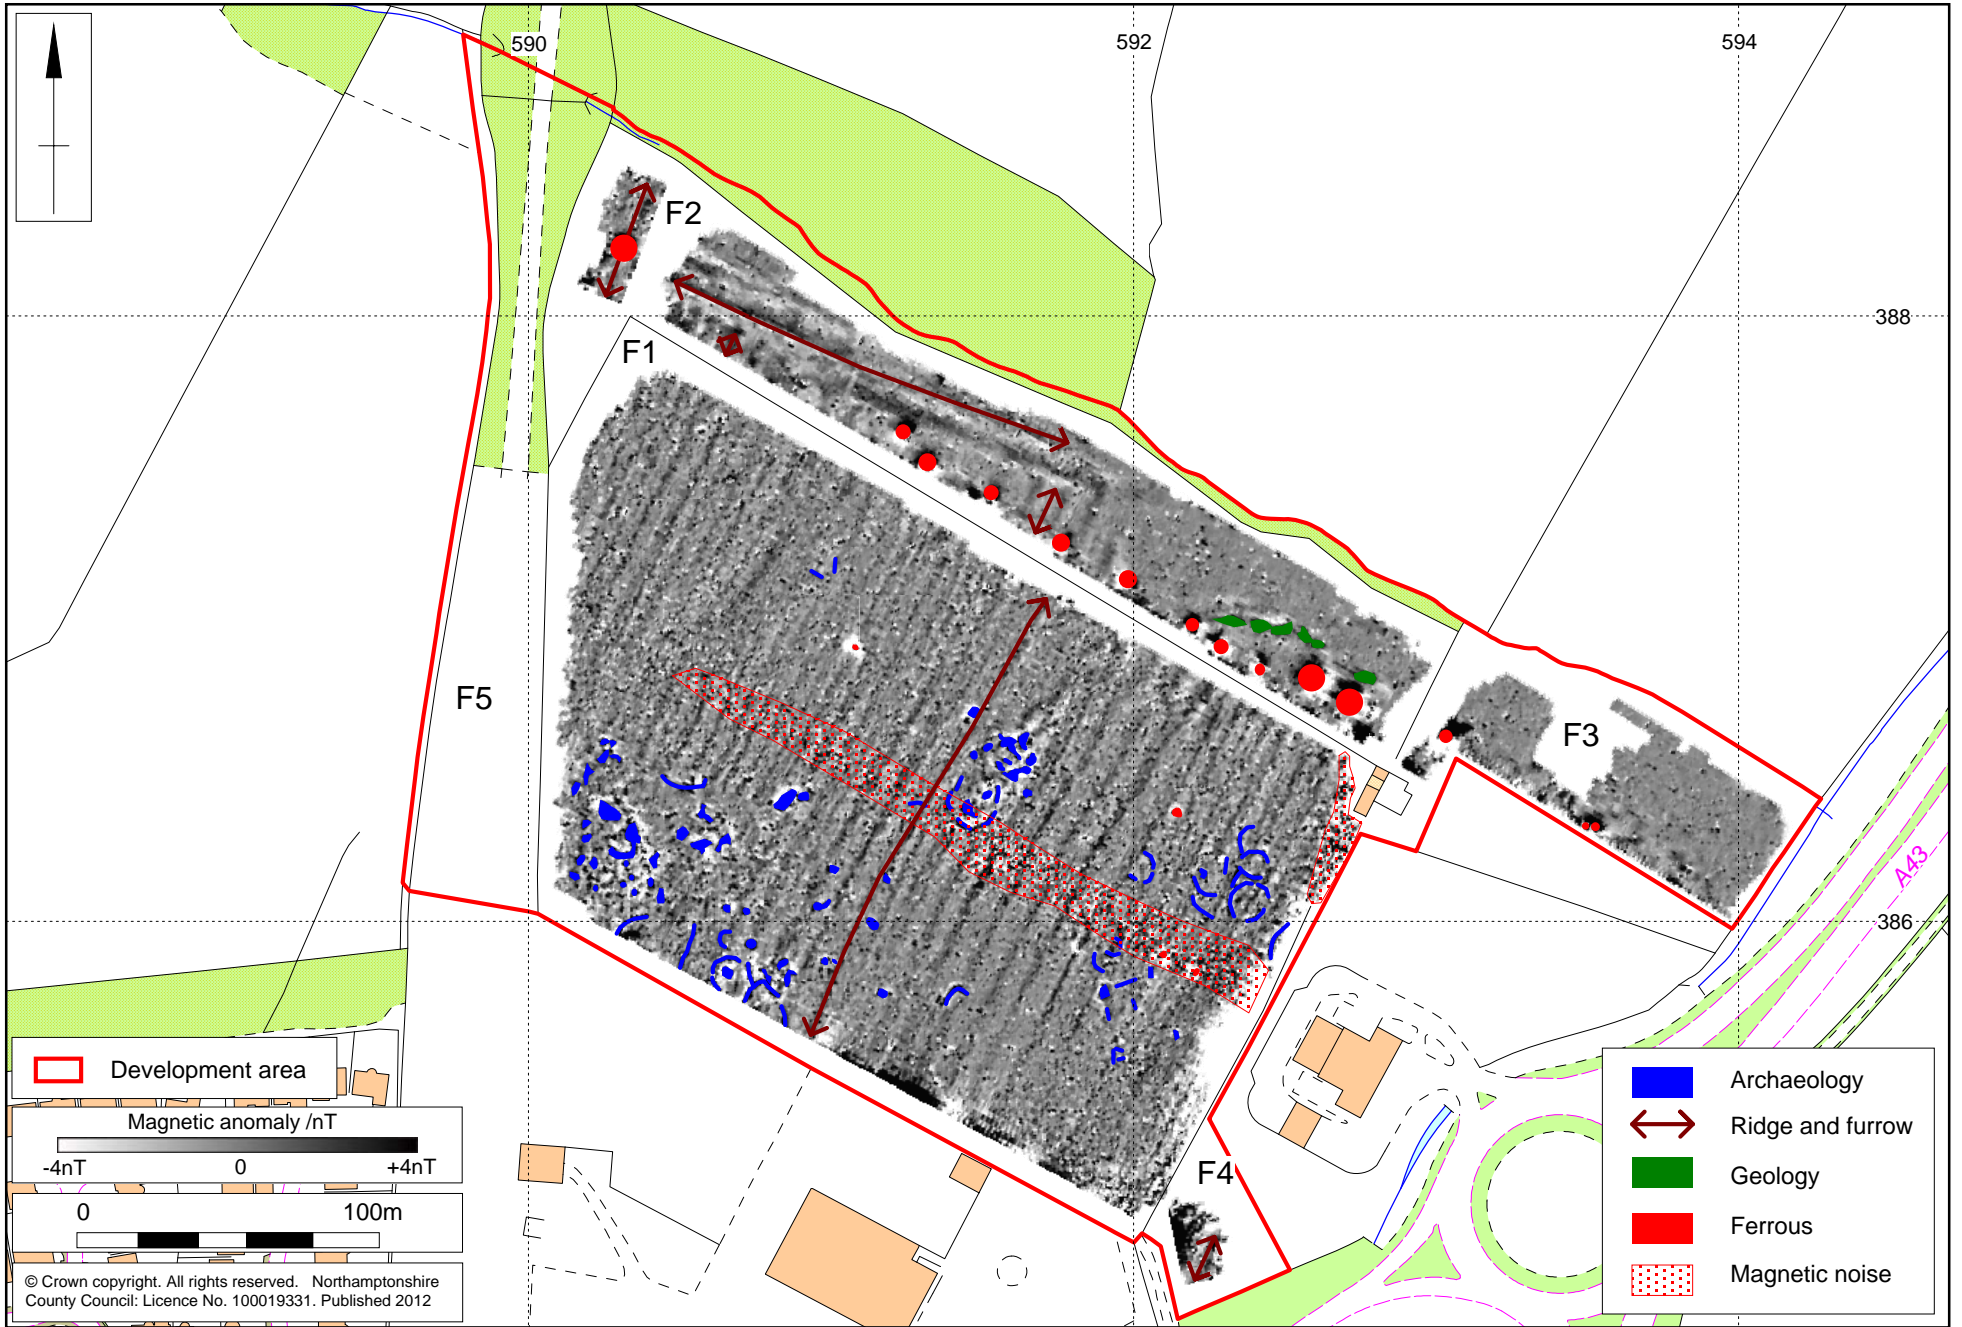 590
592
594
F2
388
F1
F5
F3
A43
386
F4
Development area
Magnetic anomaly /nT
-4nT 0 +4nT
0 100m
© Crown copyright. All rights reserved. Northamptonshire
County Council: Licence No. 100019331. Published 2012
Archaeology
Ridge and furrow
Geology
Ferrous
Magnetic noise